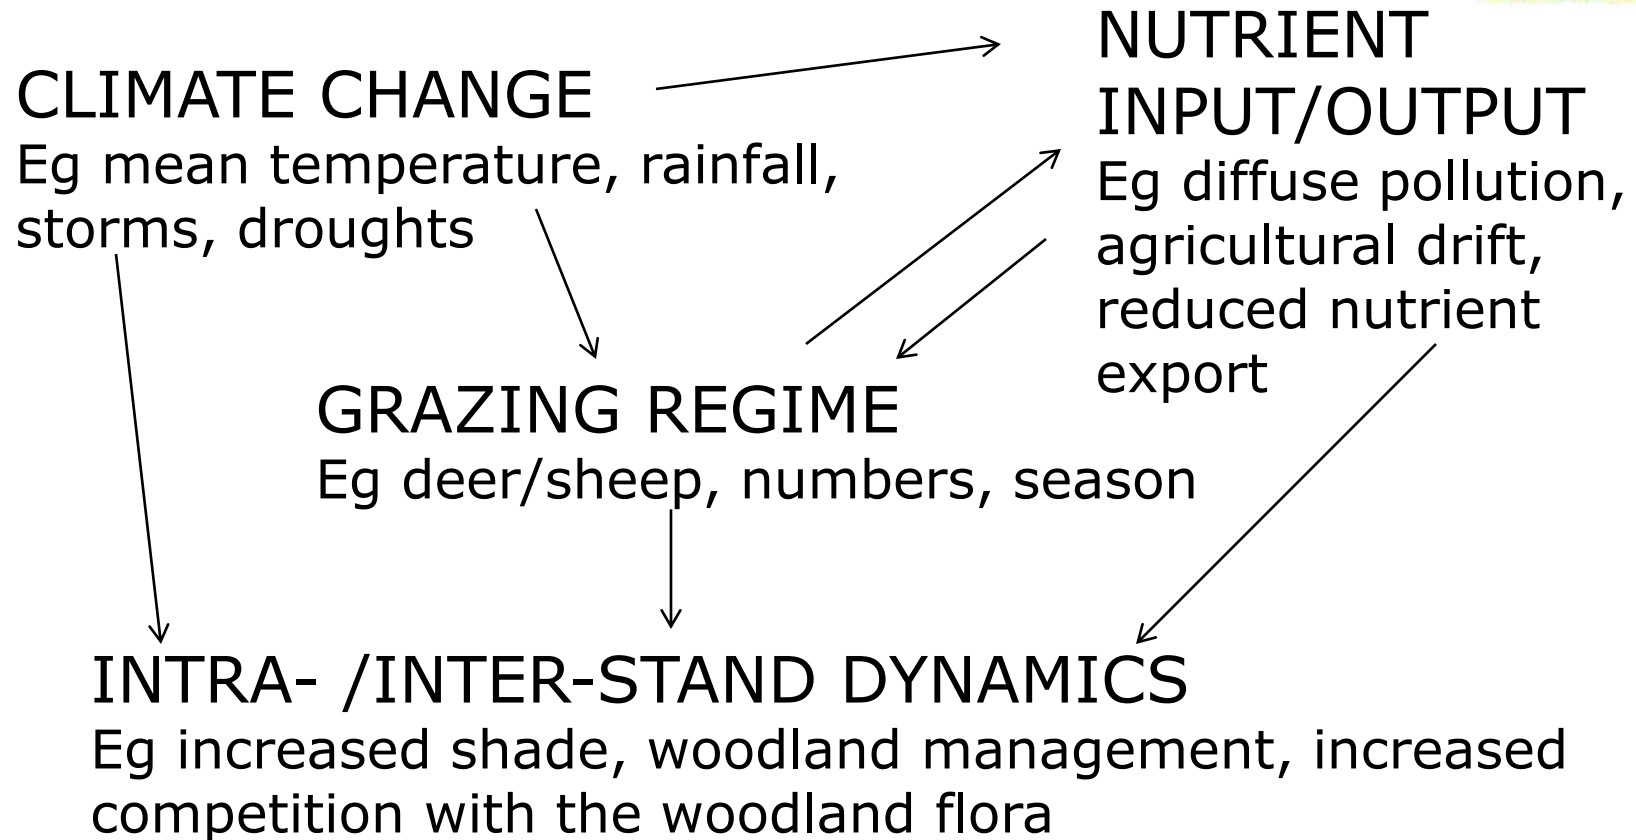 CLIMATE CHANGE
Eg mean temperature, rainfall,
storms, droughts
NUTRIENT
INPUT/OUTPUT
Eg diffuse pollution,
agricultural drift,
reduced nutrient
export
GRAZING REGIME
Eg deer/sheep, numbers, season
INTRA- /INTER-STAND DYNAMICS
Eg increased shade, woodland management, increased
competition with the woodland flora